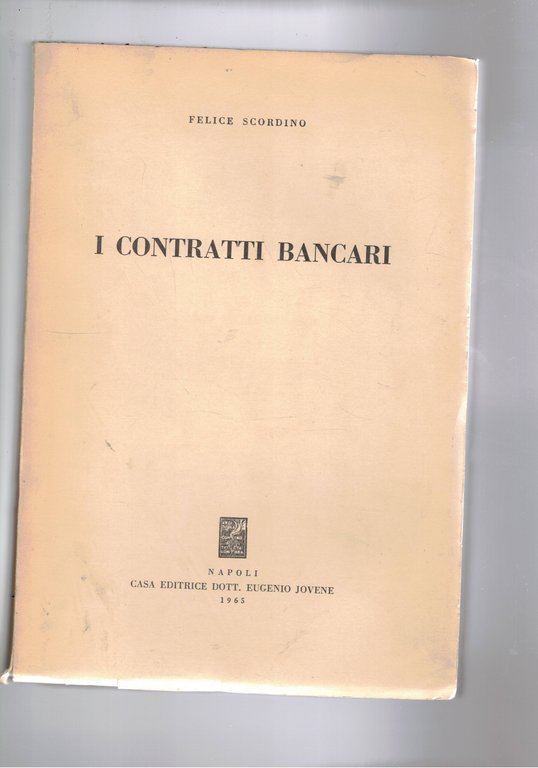 FELICE SCORDINO
I CONTRATTI BANCARI
NAPOLI
CASA EDITRICE DOTT. EUGENIO JOVENE
1965